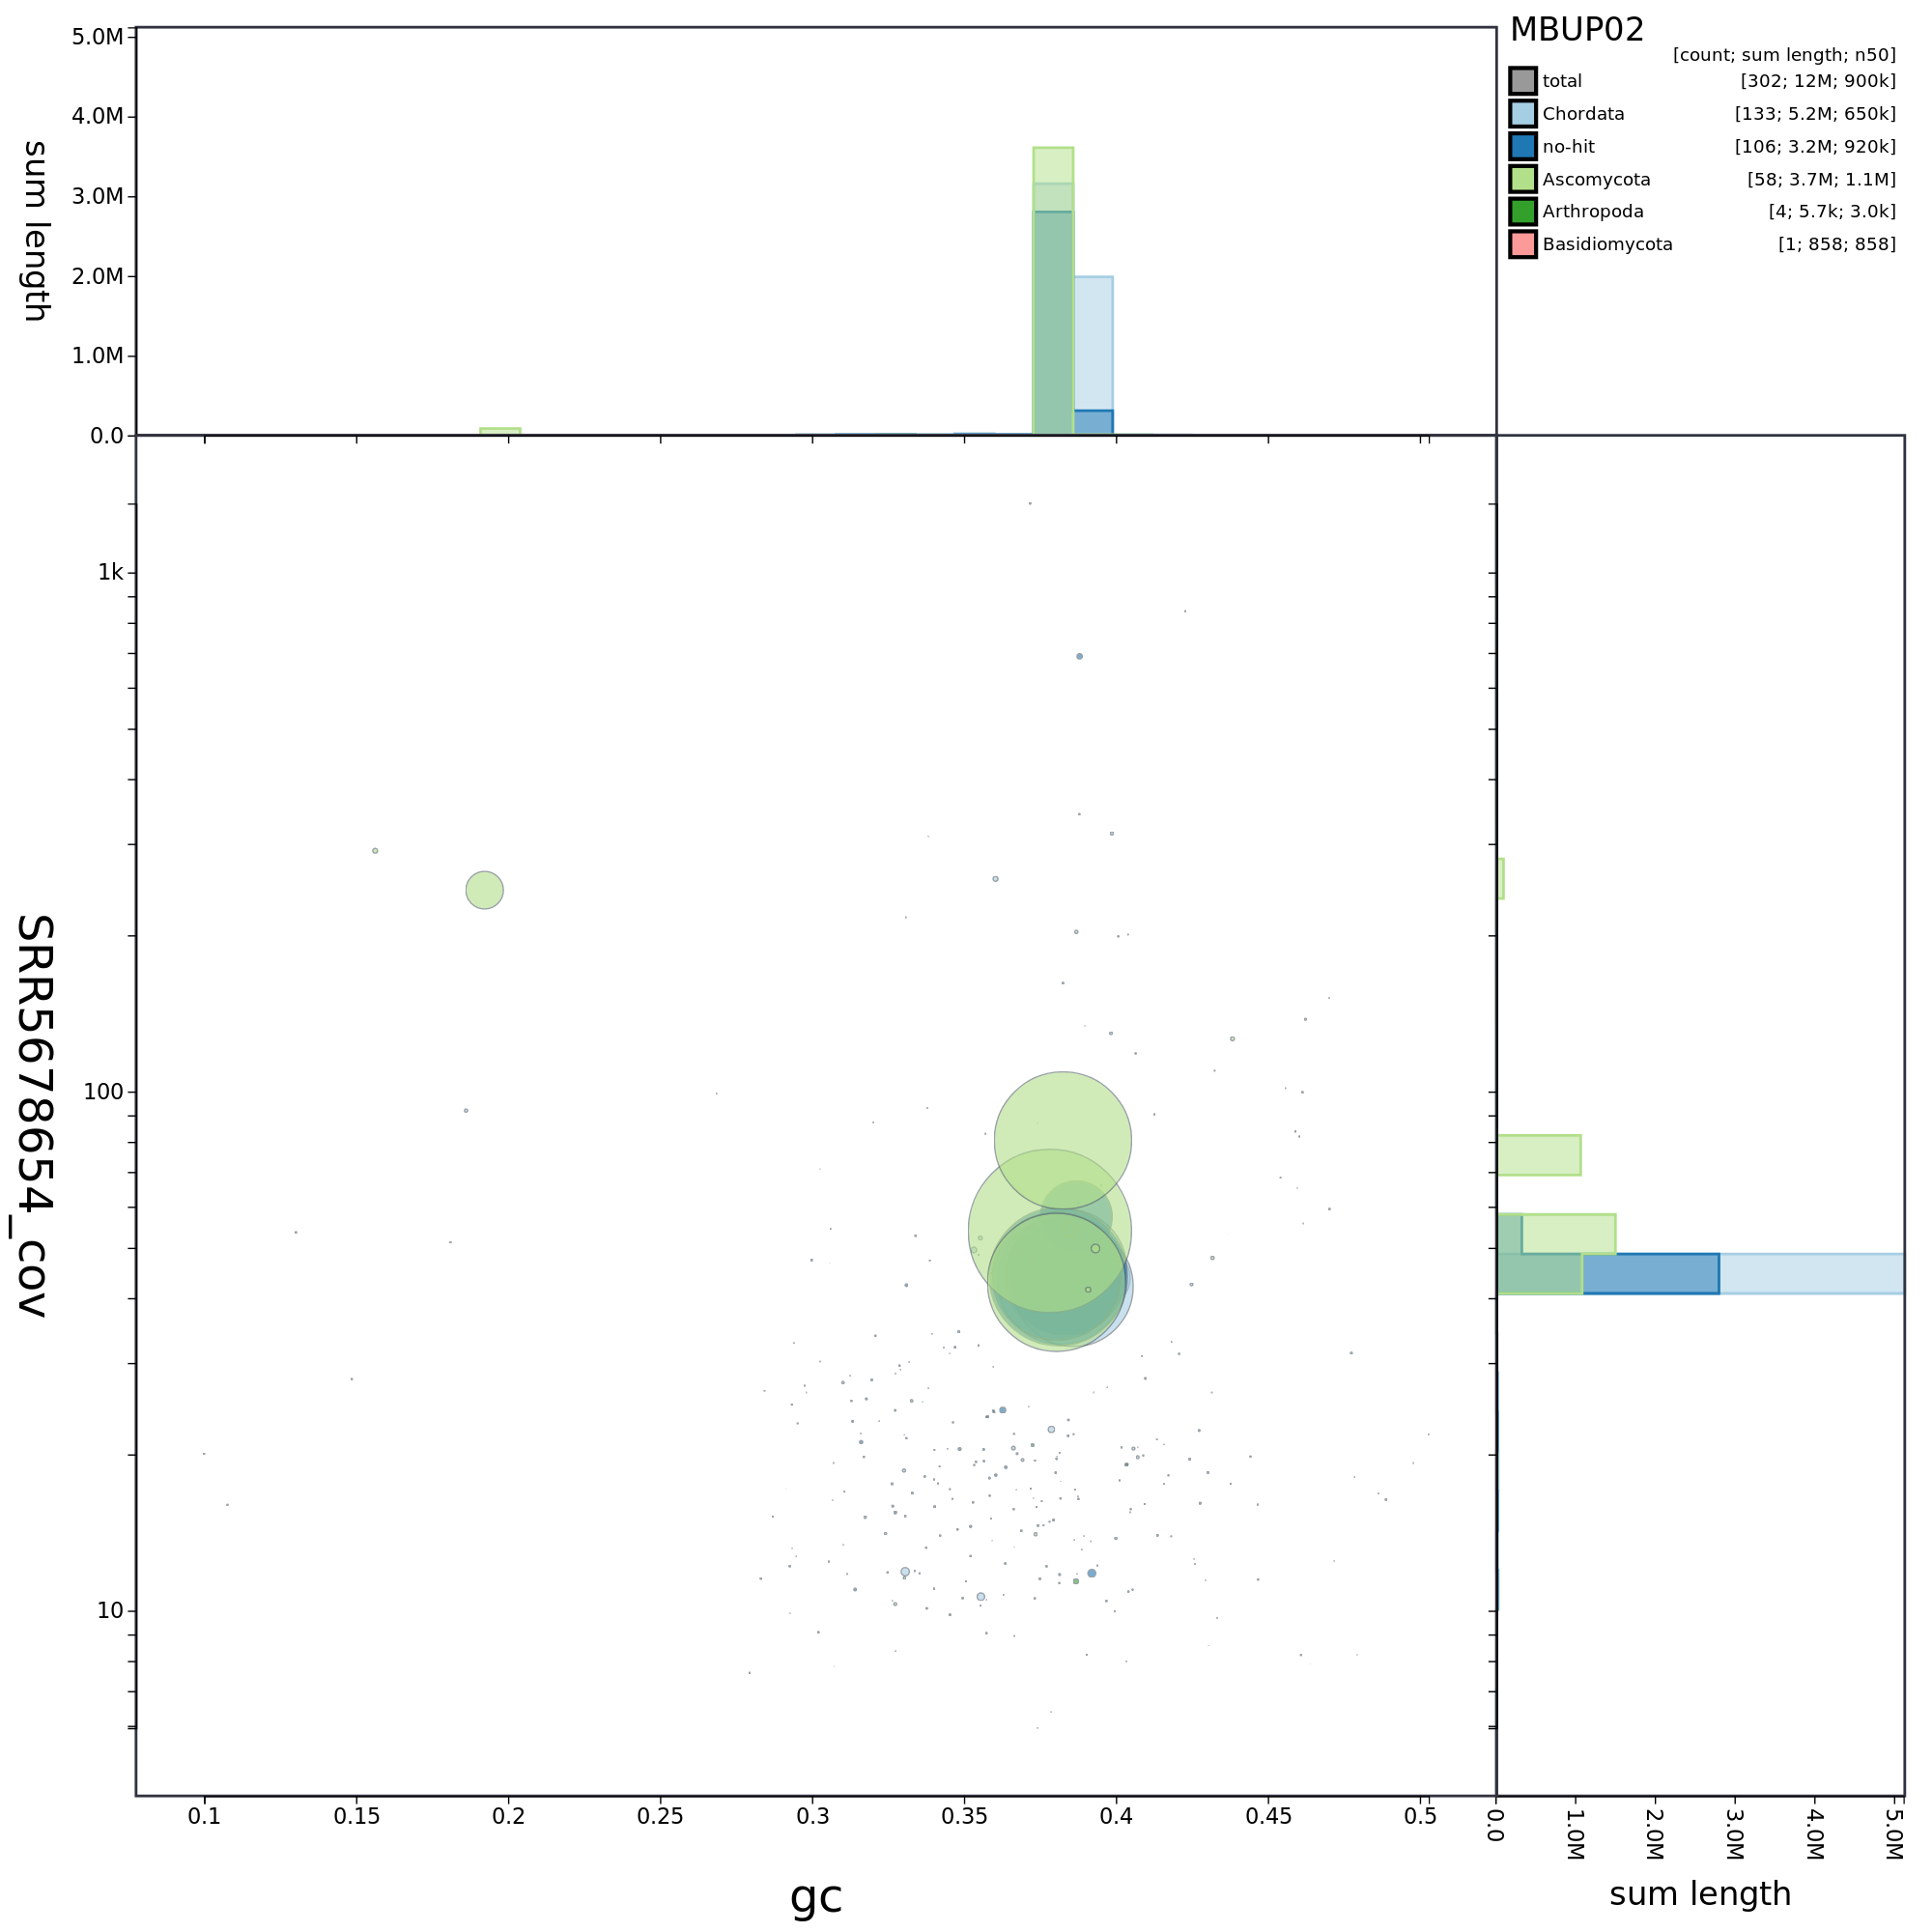 MBUP02
[count; sum length; n50]
total [302; 12M; 900k]
Chordata [133; 5.2M; 650k]
no-hit [106; 3.2M; 920k]
Ascomycota [58; 3.7M; 1.1M]
Arthropoda [4; 5.7k; 3.0k]
Basidiomycota [1; 858; 858]
sum length
5.0M
4.0M
3.0M
2.0M
1.0M
0.0
SRR5678654_cov
1k
100
10
0.1 0.15 0.2 0.25 0.3 0.35 0.4 0.45 0.5
gc
0.0 1.0M 2.0M 3.0M 4.0M 5.0M
sum length